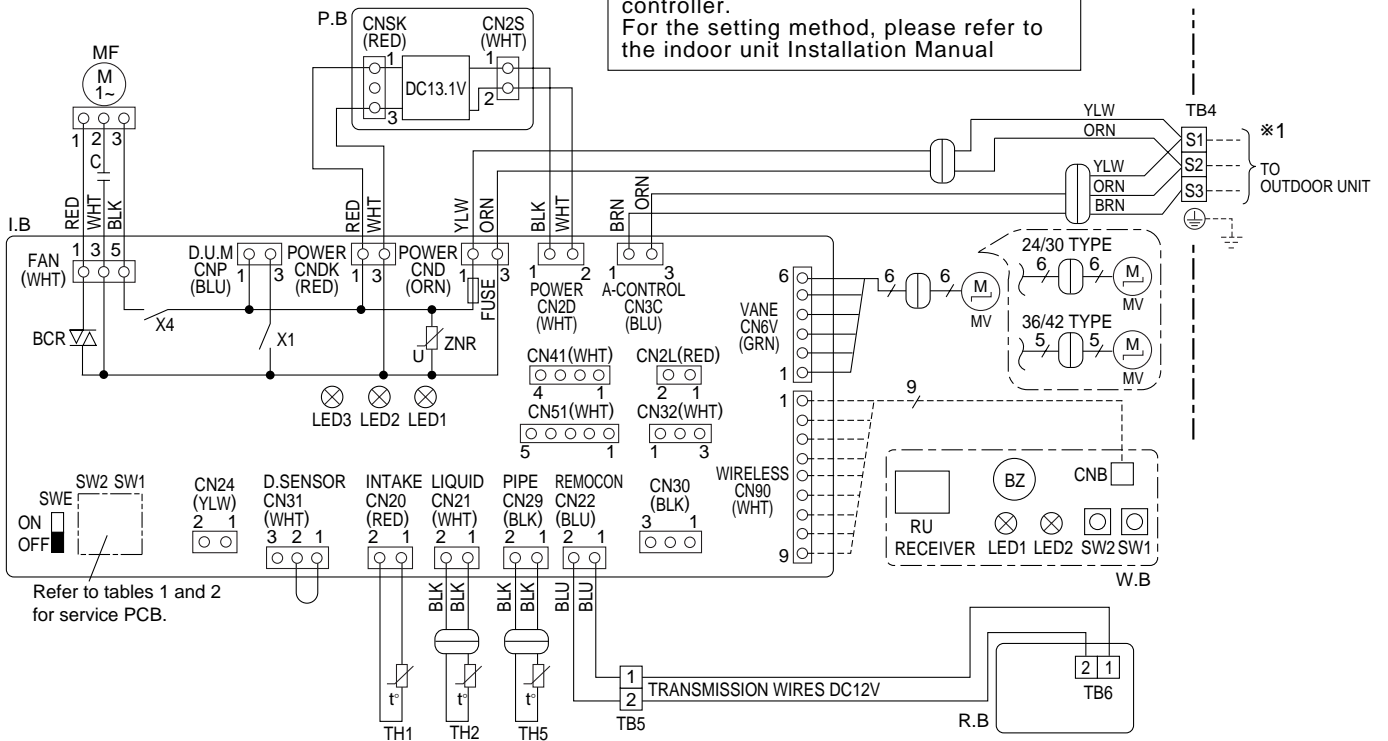 controller.
For the setting method, please refer to
the indoor unit Installation Manual
P.B
CNSK
(RED)
CN2S
(WHT)
1
3
DC13.1V
1
2
MF
M
1~
1 2 3
C
RED
WHT
BLK
RED
WHT
YLW
ORN
BLK
WHT
BRN
ORN
YLW
ORN
YLW
ORN
BRN
TB4
S1
S2
S3
※1
TO
OUTDOOR UNIT
I.B
FAN
(WHT)
1 3 5
D.U.M
CNP
(BLU)
1 3
POWER
CNDK
(RED)
1 3
POWER
CND
(ORN)
1 3
FUSE
1 2
POWER
CN2D
(WHT)
1 3
A-CONTROL
CN3C
(BLU)
BCR
X4
X1
U
ZNR
LED3 LED2 LED1
CN41(WHT)
4 1
CN2L(RED)
2 1
CN51(WHT)
5 1
CN32(WHT)
1 3
6
VANE
CN6V
(GRN)
1
6
6
M
MV
24/30 TYPE
6
6
M
MV
36/42 TYPE
5
5
M
MV
1
WIRELESS
CN90
(WHT)
9
9
CNB
BZ
RU
RECEIVER
LED1 LED2 SW2 SW1
W.B
SWE
ON
OFF
SW2 SW1
CN24
(YLW)
2 1
D.SENSOR
CN31
(WHT)
3 2 1
INTAKE
CN20
(RED)
2 1
LIQUID
CN21
(WHT)
2 1
PIPE
CN29
(BLK)
2 1
REMOCON
CN22
(BLU)
2 1
CN30
(BLK)
3 1
Refer to tables 1 and 2
for service PCB.
BLK
BLK
BLK
BLK
BLU
BLU
t°
TH1
t°
TH2
t°
TH5
1
2
TB5
TRANSMISSION WIRES DC12V
2 1
TB6
R.B